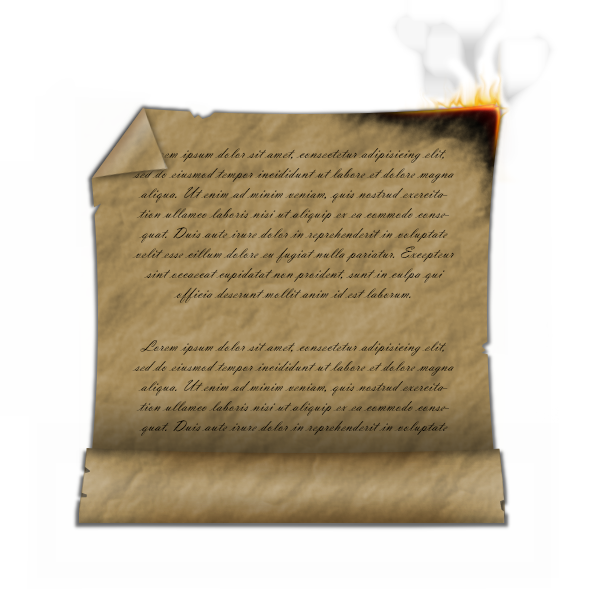 ipsum dolor sit amet, consectetur adipisicing elit,
sed do eiusmod tempor incididunt ut labore et dolore magna
aliqua. Ut enim ad minim veniam, quis nostrud exercita-
tion ullamco laboris nisi ut aliquip ex ea commodo conse-
quat. Duis aute irure dolor in reprehenderit in voluptate
velit esse cillum dolore eu fugiat nulla pariatur. Excepteur
sint occaecat cupidatat non proident, sunt in culpa qui
officia deserunt mollit anim id est laborum.
Lorem ipsum dolor sit amet, consectetur adipisicing elit,
sed do eiusmod tempor incididunt ut labore et dolore magna
aliqua. Ut enim ad minim veniam, quis nostrud exercita-
tion ullamco laboris nisi ut aliquip ex ea commodo conse-
quat. Duis aute irure dolor in reprehenderit in voluptate